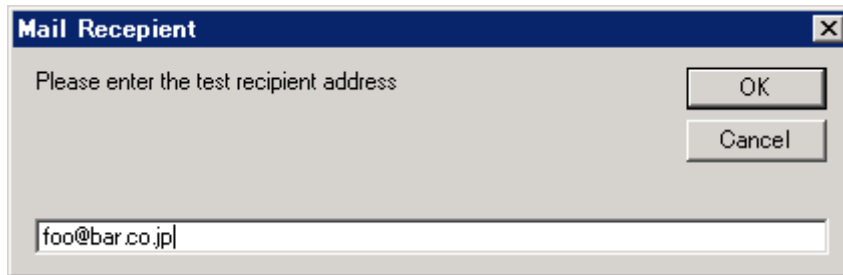 Mail Recepient
Please enter the test recipient address
OK
Cancel
foo@bar.co.jp